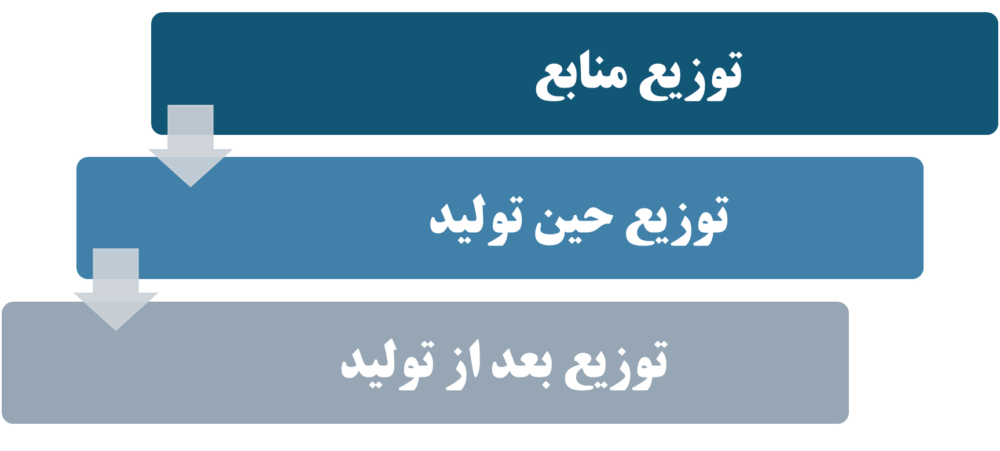 توزیع منابع
توزیع حین تولید
توزیع بعد از تولید